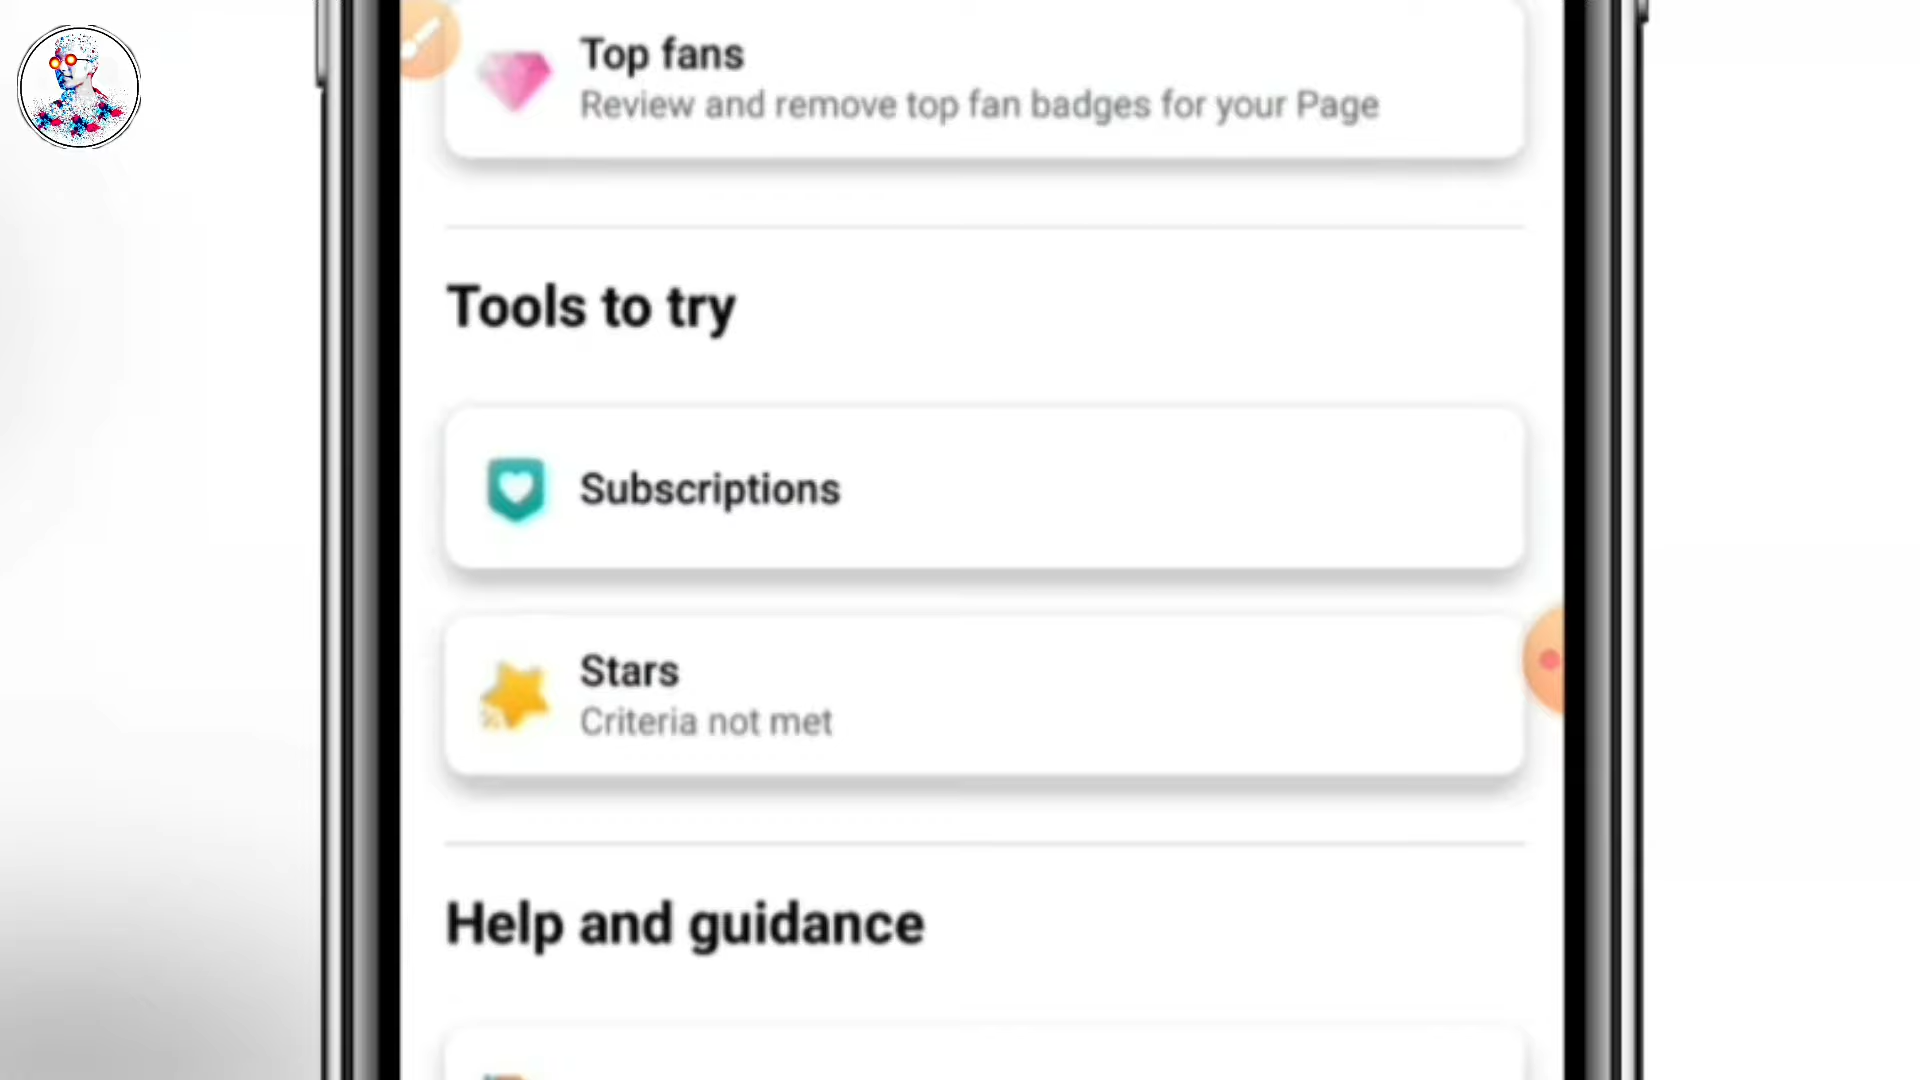 Top fans
Review and remove top fan badges for your Page
Tools to try
Subscriptions
Stars
Criteria not met
Help and guidance